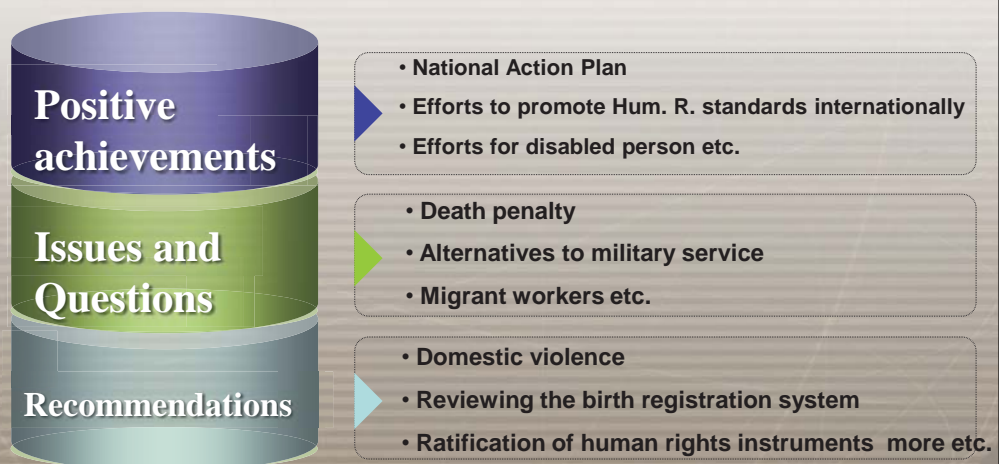 Positive
achievements
• National Action Plan
• Efforts to promote Hum. R. standards internationally
• Efforts for disabled person etc.
Issues and
Questions
• Death penalty
• Alternatives to military service
• Migrant workers etc.
Recommendations
• Domestic violence
• Reviewing the birth registration system
• Ratification of human rights instruments more etc.